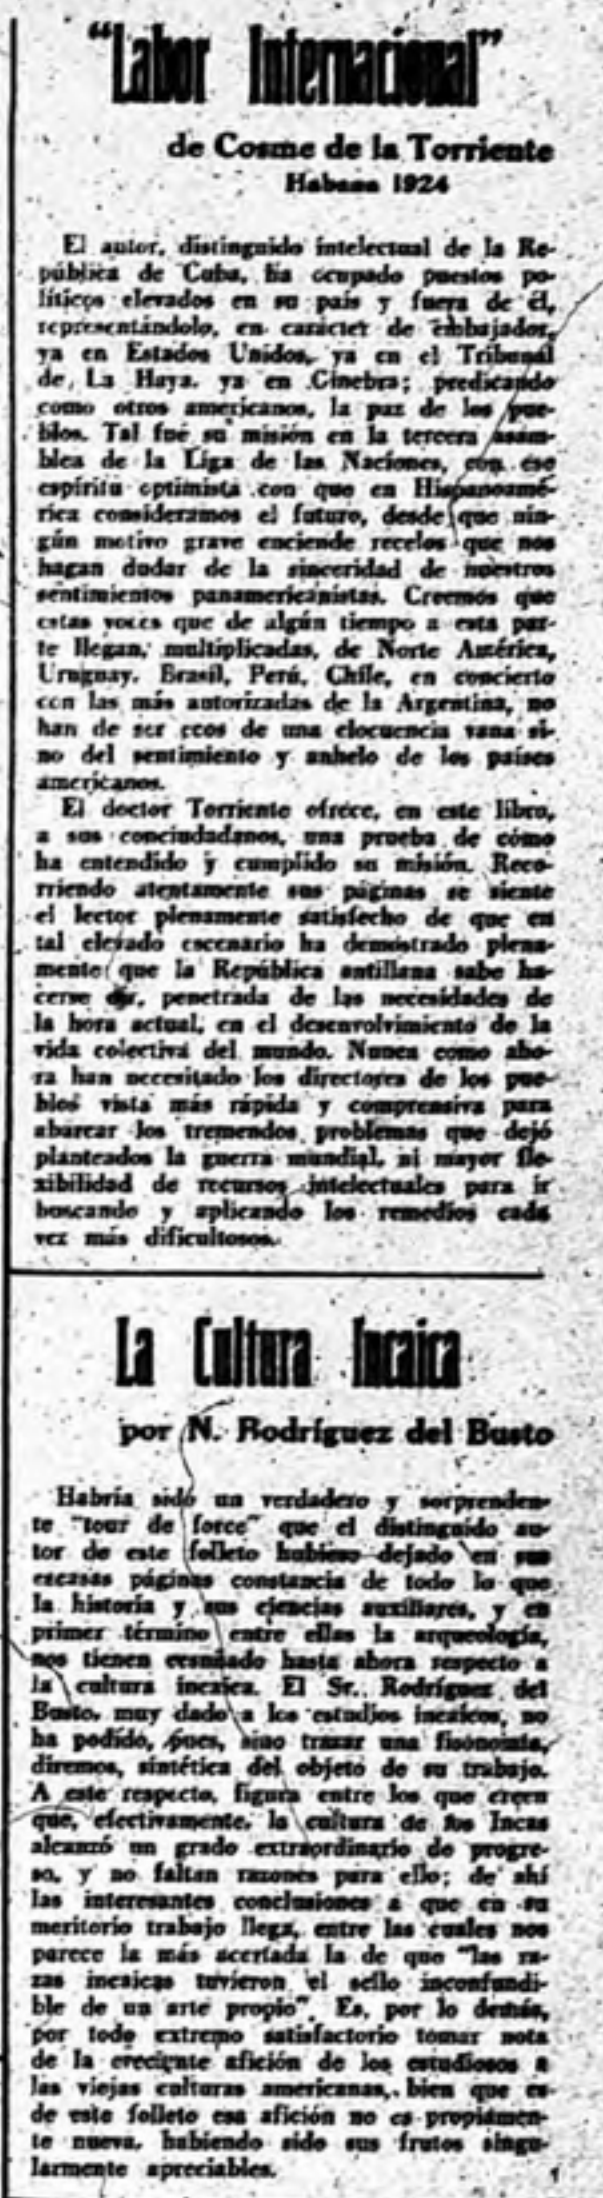 "Labor Internacional"
de Cosme de la Torriente
Habana 1924
El autor, distinguido intelectual de la Re-
pública de Cuba, ha ocupado puestos po-
líticos elevados en su país y fuera de él,
representándolo, en carácter de embajador,
ya en Estados Unidos, ya en el Tribunal
de La Haya, ya en Ginebra; predicando
como otros americanos, la paz de los pue-
blos. Tal fué su misión en la tercera asam-
blea de la Liga de las Naciones, con ese
espíritu optimista con que en Hispanoamé-
rica consideramos el futuro, desde que nin-
gún motivo grave enciende recelos que nos
hagan dudar de la sinceridad de nuestros
sentimientos panamericanistas. Creemos que
estas voces que de algún tiempo a esta par-
te llegan, multiplicadas, de Norte América,
Uruguay, Brasil, Perú, Chile, en concierto
con las más autorizadas de la Argentina, no
han de ser ecos de una elocuencia vana si-
no del sentimiento y anhelo de los países
americanos.
El doctor Torriente ofrece, en este libro,
a sus conciudadanos, una prueba de cómo
ha entendido y cumplido su misión. Reco-
rriendo atentamente sus páginas se siente
el lector plenamente satisfecho de que en
tal elevado escenario ha demostrado plena-
mente que la República antillana sabe ha-
cerse oir, penetrada de las necesidades de
la hora actual, en el desenvolvimiento de la
vida colectiva del mundo. Nunca como aho-
ra han necesitado los directores de los pue-
blos vista más rápida y comprensiva para
abarcar los tremendos problemas que dejó
planteados la guerra mundial, ni mayor fle-
xibilidad de recursos intelectuales para ir
buscando y aplicando los remedios cada
vez más dificultosos.
La Cultura Incaica
por N. Rodríguez del Busto
Habría sido un verdadero y sorprenden-
te "tour de force" que el distinguido au-
tor de este folleto hubiese dejado en sus
escasas páginas constancia de todo lo que
la historia y sus ciencias auxiliares, y en
primer término entre ellas la arqueología,
nos tienen enseñado hasta ahora respecto a
la cultura incaica. El Sr. Rodríguez del
Busto, muy dado a los estudios incaicos, no
ha podido, pues, sino trazar una fisonomía,
diremos, sintética del objeto de su trabajo.
A este respecto, figura entre los que creen
que, efectivamente, la cultura de los Incas
alcanzó un grado extraordinario de progre-
so, y no faltan razones para ello; de ahí
las interesantes conclusiones a que en su
meritorio trabajo llega, entre las cuales nos
parece la más acertada la de que "las ra-
zas incaicas tuvieron el sello inconfundi-
ble de un arte propio". Es, por lo demás,
por todo extremo satisfactorio tomar nota
de la creciente afición de los estudiosos a
las viejas culturas americanas, bien que es-
de este folleto esa afición no es propiamen-
te nueva, habiendo sido sus frutos singu-
larmente apreciables.